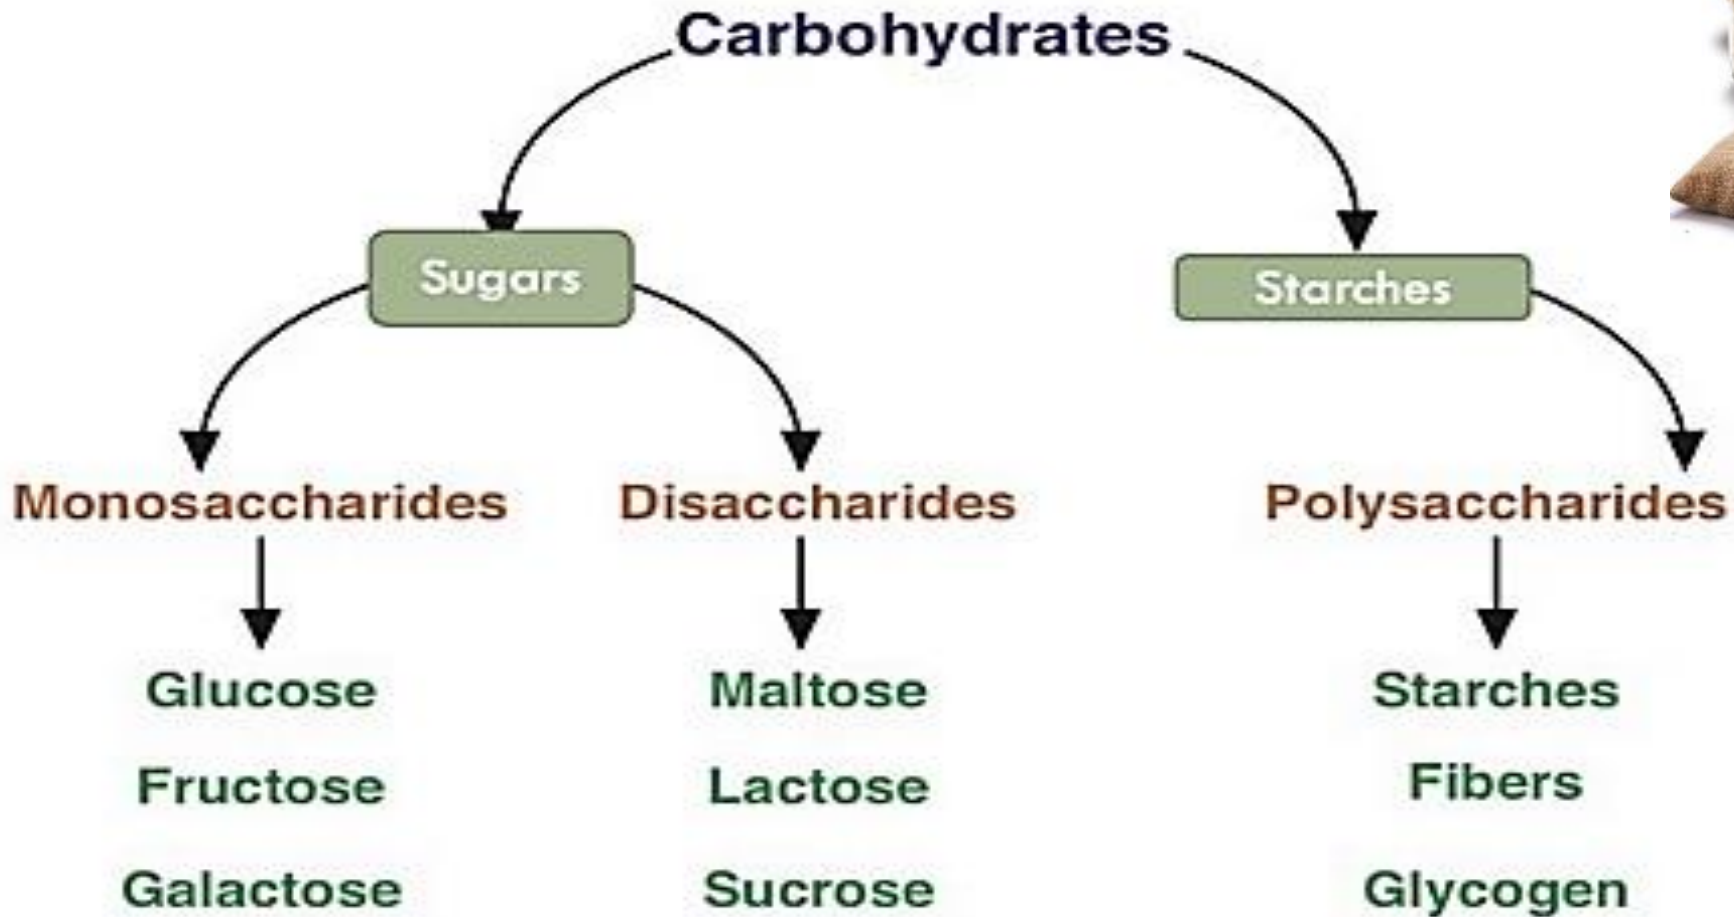 Carbohydrates
Sugars
Starches
Monosaccharides
Disaccharides
Polysaccharides
Glucose
Maltose
Starches
Fructose
Lactose
Fibers
Galactose
Sucrose
Glycogen